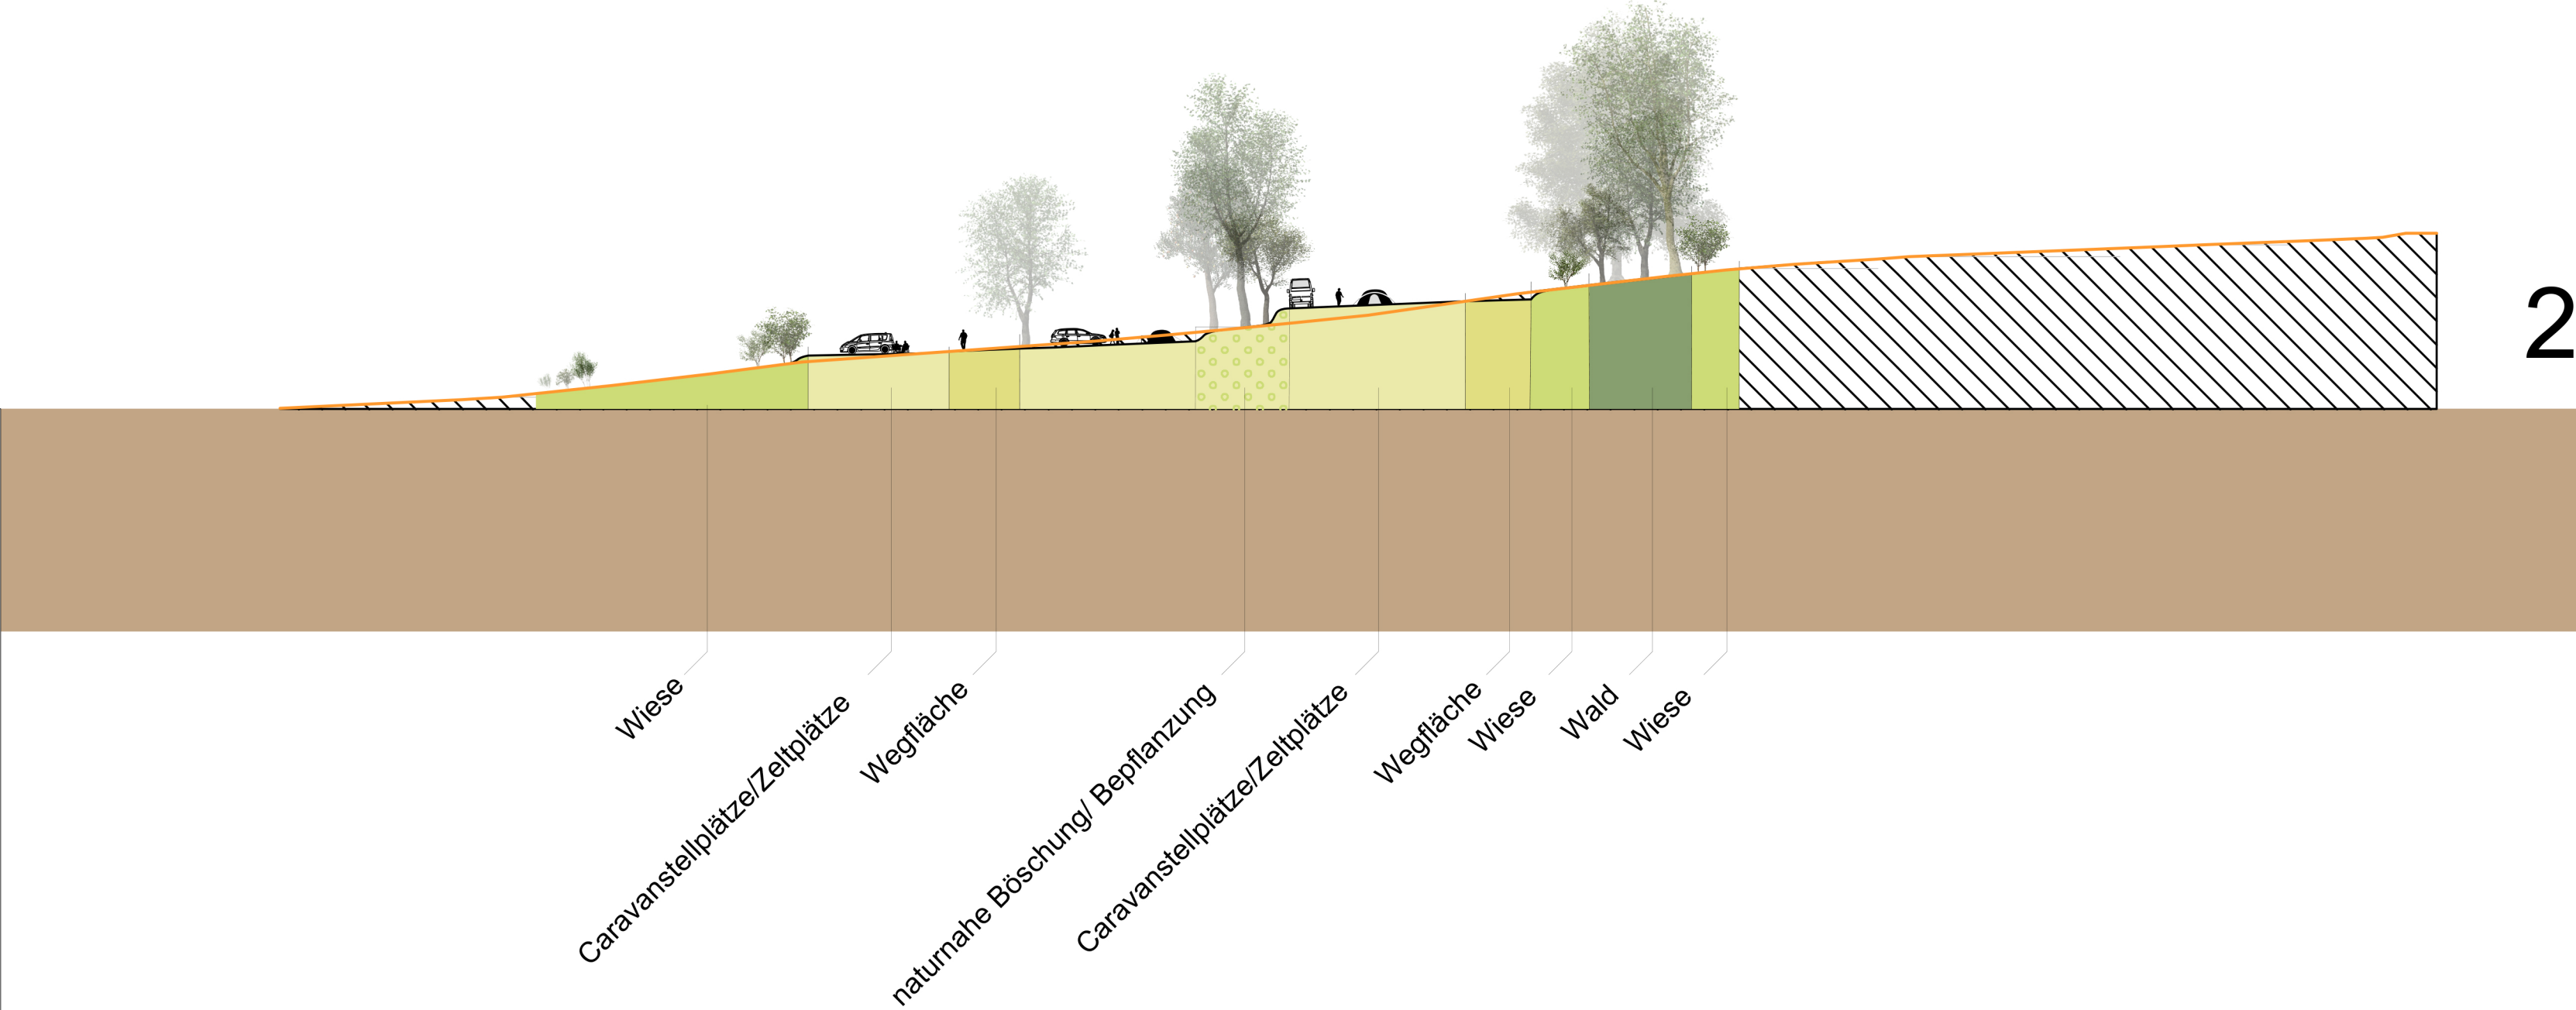 2
Wiese
Caravanstellplätze/Zeltplätze
Wegfläche
naturnahe Böschung/ Bepflanzung
Caravanstellplätze/Zeltplätze
Wegfläche
Wiese
Wald
Wiese